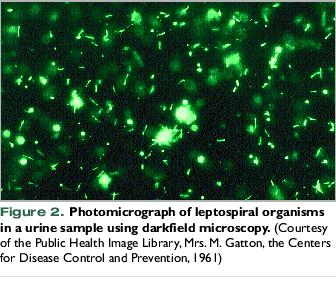 Figure 2. Photomicrograph of leptospiral organisms
in a urine sample using darkfield microscopy. (Courtesy
of the Public Health Image Library, Mrs. M. Gatton, the Centers
for Disease Control and Prevention, 1961)